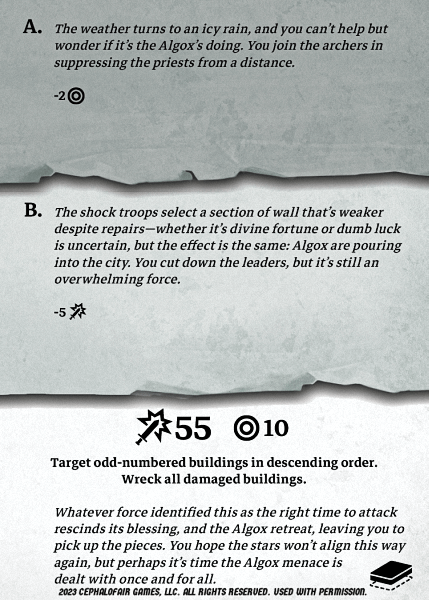 A. The weather turns to an icy rain, and you can't help but
wonder if it's the Algox's doing. You join the archers in
suppressing the priests from a distance.
-2
B. The shock troops select a section of wall that's weaker
despite repairs—whether it's divine fortune or dumb luck
is uncertain, but the effect is the same: Algox are pouring
into the city. You cut down the leaders, but it's still an
overwhelming force.
-5
55 10
Target odd-numbered buildings in descending order.
Wreck all damaged buildings.
Whatever force identified this as the right time to attack
rescinds its blessing, and the Algox retreat, leaving you to
pick up the pieces. You hope the stars won't align this way
again, but perhaps it's time the Algox menace is
dealt with once and for all.
2023 CEPHALOFAIR GAMES, LLC. ALL RIGHTS RESERVED. USED WITH PERMISSION.